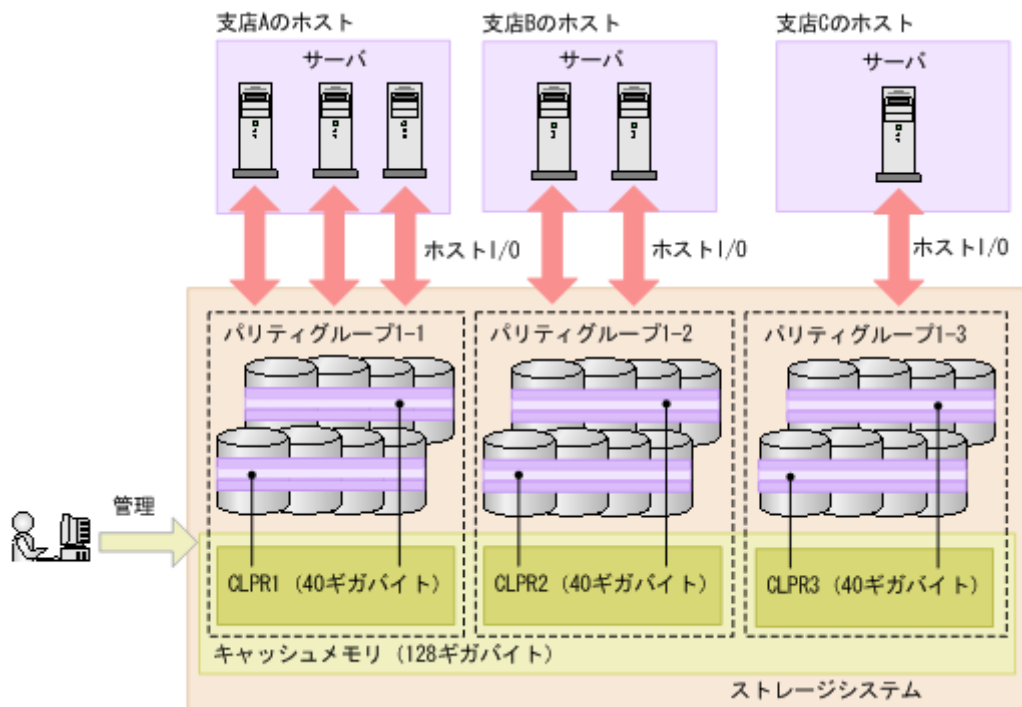 支店Aのホスト
支店Bのホスト
支店Cのホスト
サーバ
サーバ
サーバ
ホストI/O
ホストI/O
ホストI/O
パリティグループ1-1
パリティグループ1-2
パリティグループ1-3
管理
CLPR1 (40ギガバイト)
CLPR2 (40ギガバイト)
CLPR3 (40ギガバイト)
キャッシュメモリ (128ギガバイト)
ストレージシステム